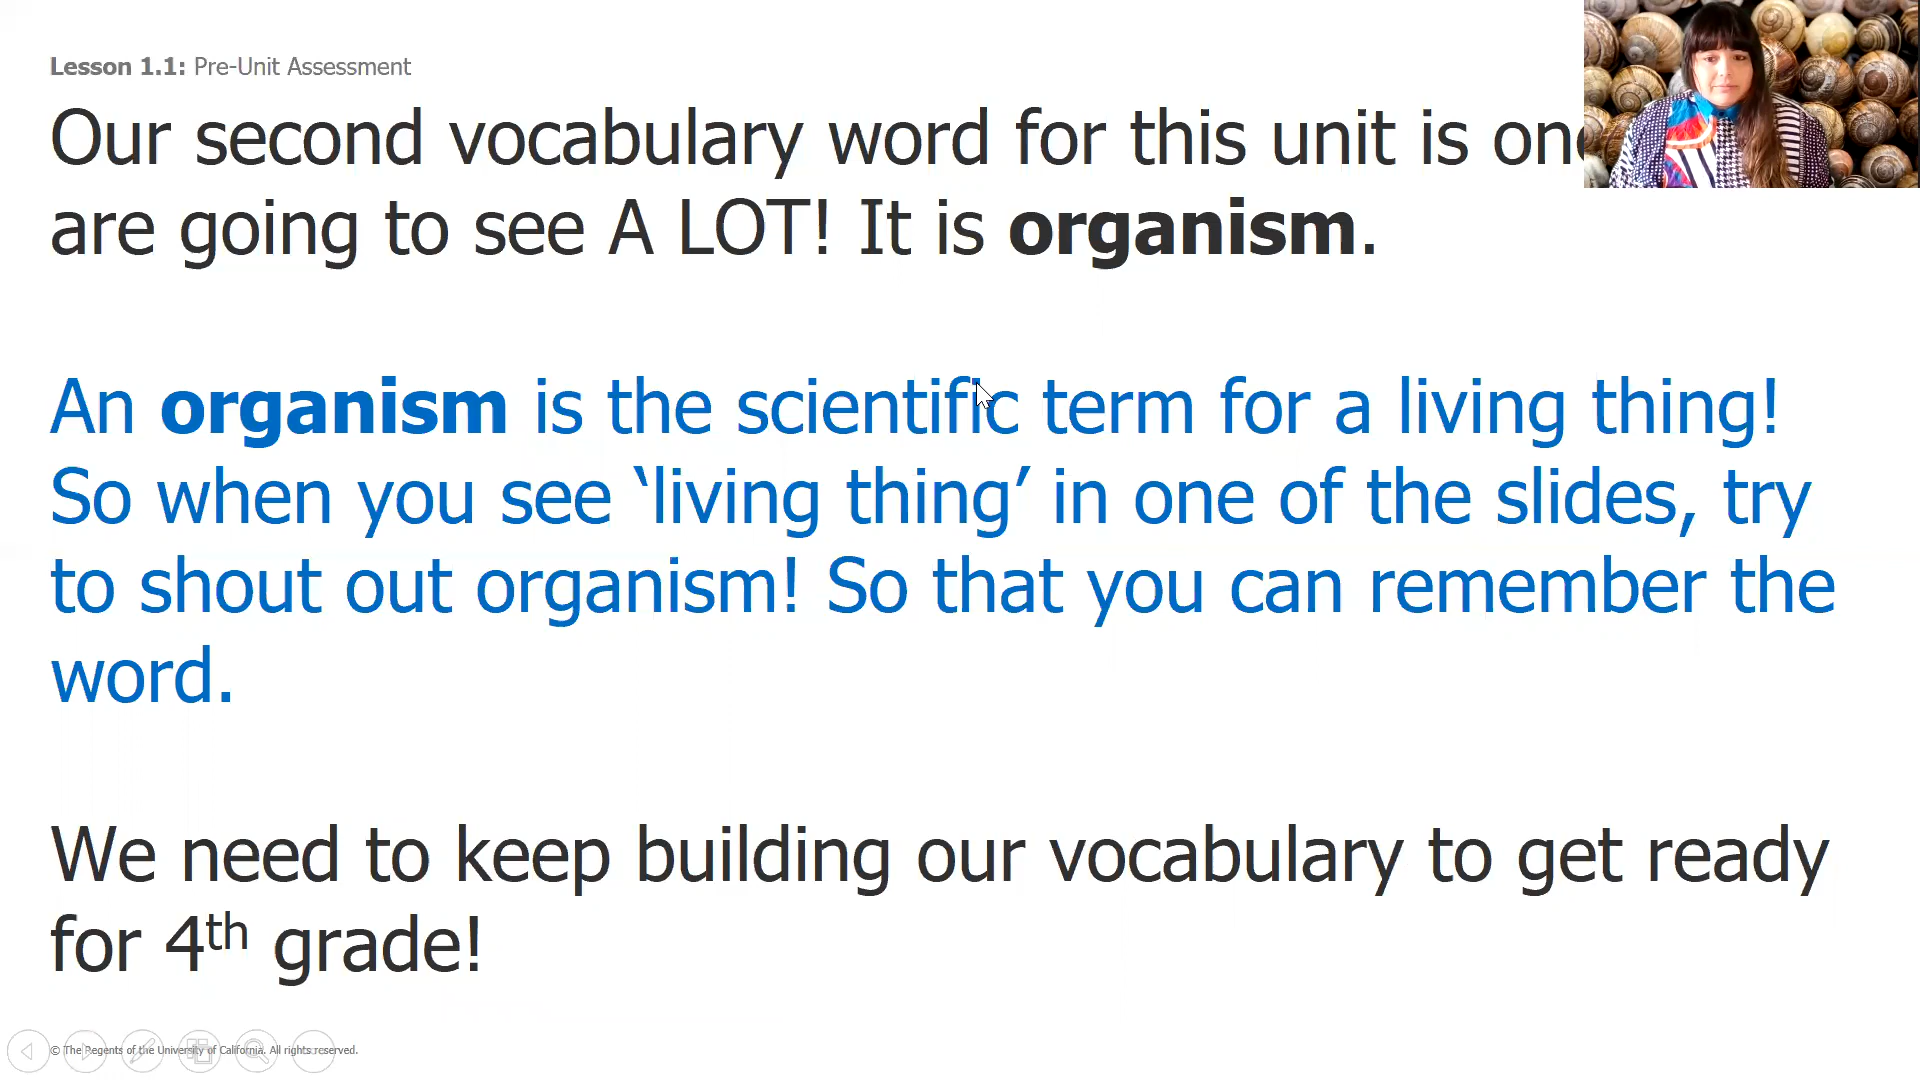 Lesson 1.1: Pre-Unit Assessment
Our second vocabulary word for this unit is
are going to see A LOT! It is organism.
An organism is the scientific term for a living thing!
So when you see ‘living thing’ in one of the slides, try
to shout out organism! So that you can remember the
word.
We need to keep building our vocabulary to get ready
for 4th grade!
© The Regents of the University of California. All rights reserved.